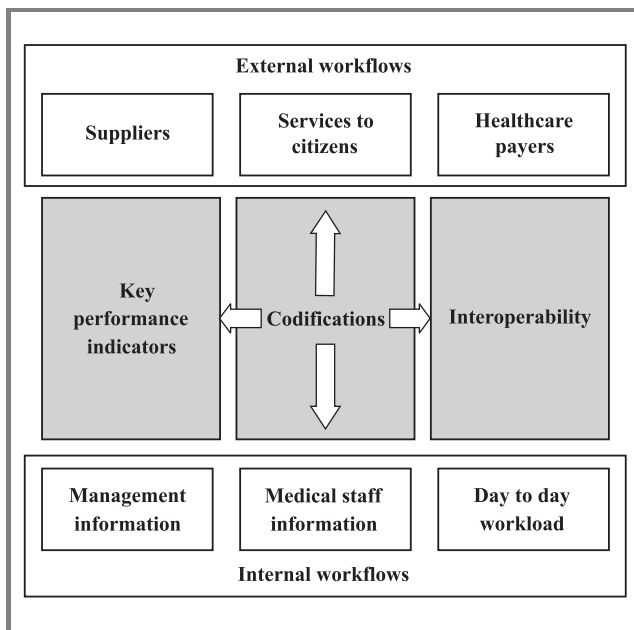 External workflows
Suppliers
Services to
citizens
Healthcare
payers
Key
performance
indicators
Codifications
Interoperability
Management
information
Medical staff
information
Day to day
workload
Internal workflows